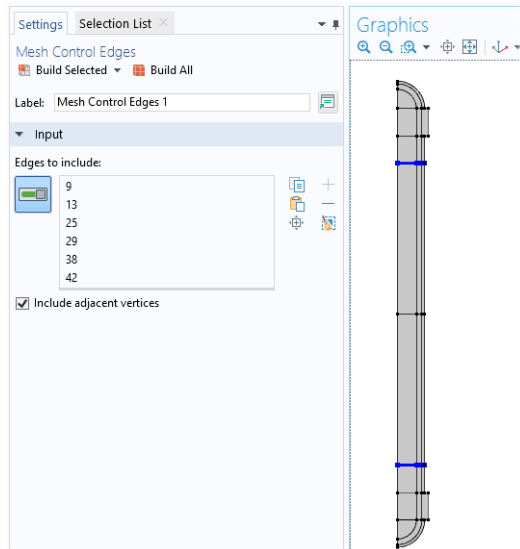 Settings
Selection List
Mesh Control Edges
Build Selected
Build All
Label: Mesh Control Edges 1
Input
Edges to include:
9
13
25
29
38
42
Include adjacent vertices
Graphics